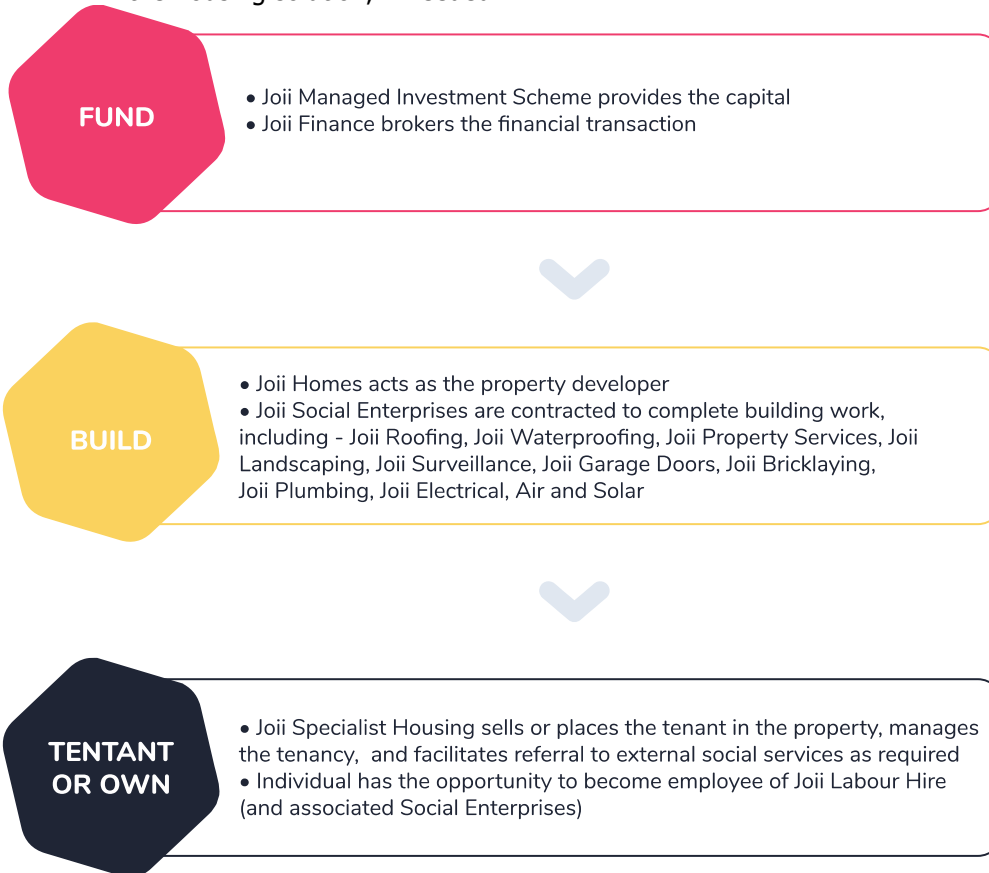 FUND
• Joii Managed Investment Scheme provides the capital
• Joii Finance brokers the financial transaction
BUILD
• Joii Homes acts as the property developer
• Joii Social Enterprises are contracted to complete building work,
including - Joii Roofing, Joii Waterproofing, Joii Property Services, Joii
Landscaping, Joii Surveillance, Joii Garage Doors, Joii Bricklaying,
Joii Plumbing, Joii Electrical, Air and Solar
TENTANT
OR OWN
• Joii Specialist Housing sells or places the tenant in the property, manages
the tenancy,  and facilitates referral to external social services as required
• Individual has the opportunity to become employee of Joii Labour Hire
(and associated Social Enterprises)